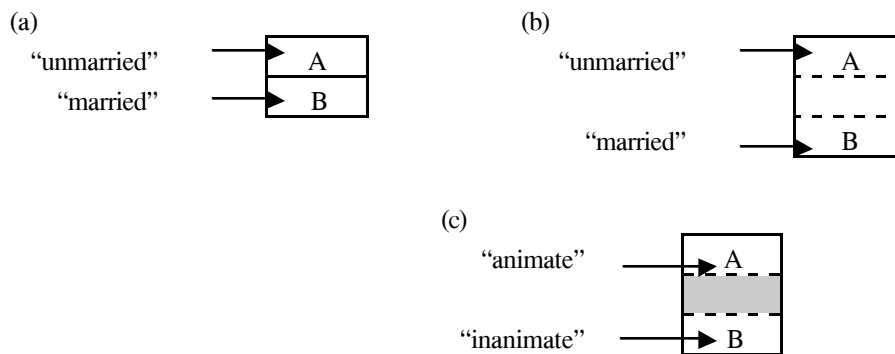 (a)
“unmarried” A
“married” B
(b)
“unmarried” A
“married” B
(c)
“animate” A
“inanimate” B